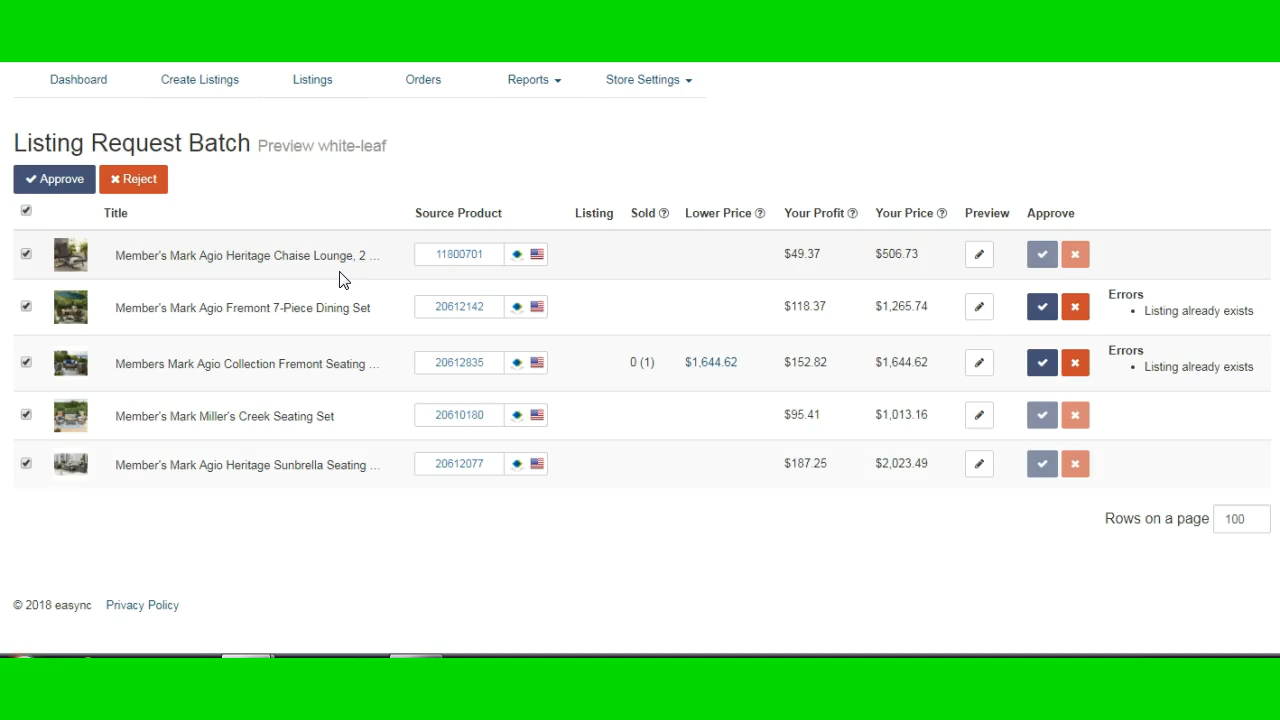 Dashboard Create Listings Listings Orders Reports Store Settings
Listing Request Batch Preview white-leaf
Approve Reject
Title Source Product Listing Sold Lower Price Your Profit Your Price Preview Approve
Member's Mark Agio Heritage Chaise Lounge, 2 ... 11800701 $49.37 $506.73
Member's Mark Agio Fremont 7-Piece Dining Set 20612142 $118.37 $1,265.74 Errors
• Listing already exists
Members Mark Agio Collection Fremont Seating ... 20612835 0 (1) $1,644.62 $152.82 $1,644.62 Errors
• Listing already exists
Member's Mark Miller's Creek Seating Set 20610180 $95.41 $1,013.16
Member's Mark Agio Heritage Sunbrella Seating ... 20612077 $187.25 $2,023.49
Rows on a page 100
© 2018 easync Privacy Policy